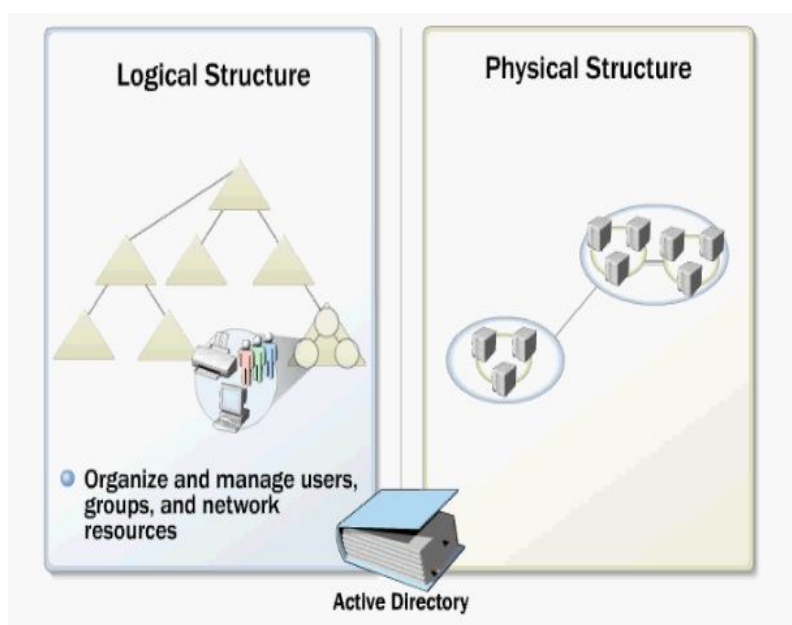 Logical Structure
Physical Structure
Organize and manage users,
groups, and network
resources
Active Directory